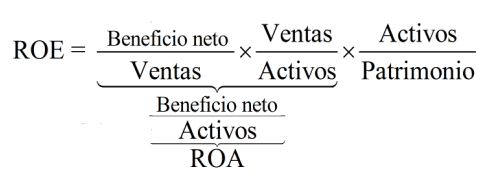 ROE = Beneficio neto / Ventas × Ventas / Activos × Activos / Patrimonio
Beneficio neto
Activos
ROA